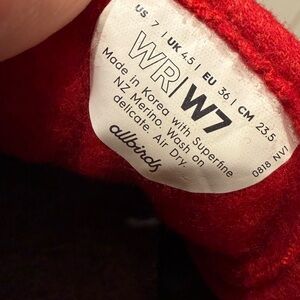 US 7 | UK 4.5 | EU 36 | CM 23.5
WR|W7
Made in Korea with Superfine
NZ Merino. Wash on
delicate. Air Dry.
allbirds
0818 NV1